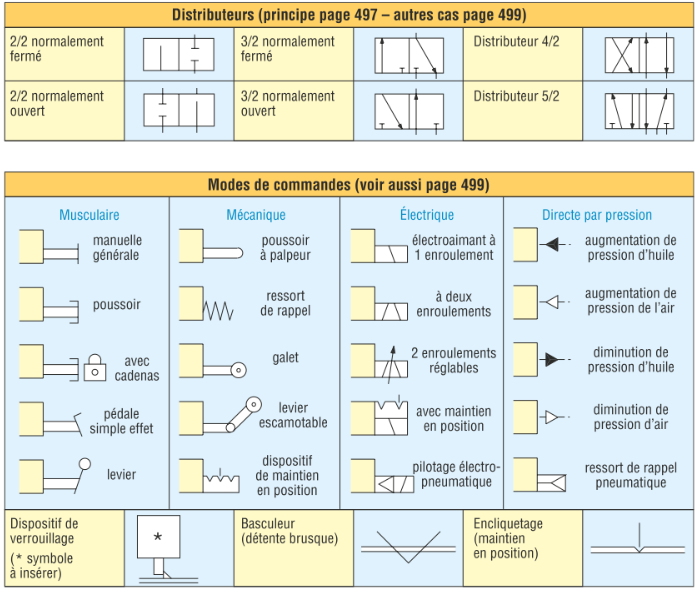 Distributeurs (principe page 497 – autres cas page 499)
2/2 normalement
fermé
3/2 normalement
fermé
Distributeur 4/2
2/2 normalement
ouvert
3/2 normalement
ouvert
Distributeur 5/2
Modes de commandes (voir aussi page 499)
Musculaire
manuelle
générale
poussoir
avec
cadenas
pédale
simple effet
levier
Mécanique
poussoir
à palpeur
ressort
de rappel
galet
levier
escamotable
dispositif
de maintien
en position
Électrique
électroaimant à
1 enroulement
à deux
enroulements
2 enroulements
réglables
avec maintien
en position
pilotage électro-
pneumatique
Directe par pression
augmentation de
pression d'huile
augmentation de
pression de l'air
diminution de
pression d'huile
diminution de
pression d'air
ressort de rappel
pneumatique
Dispositif de
verrouillage
(* symbole
à insérer)
*
Basculeur
(détente brusque)
Encliquetage
(maintien
en position)